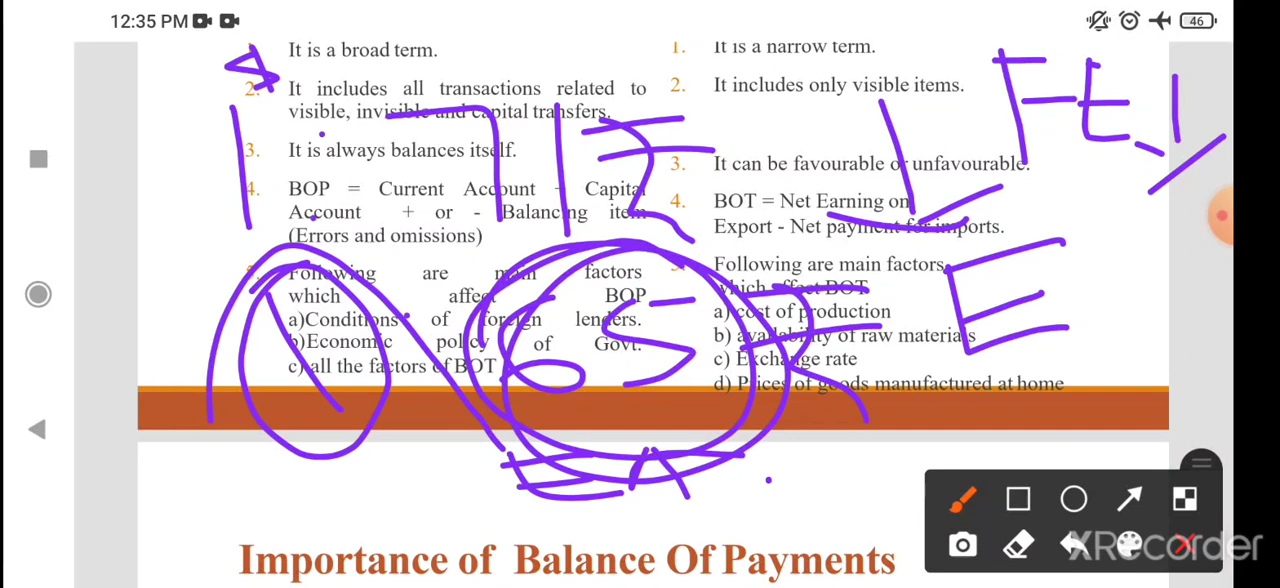 12:35 PM
46
It is a broad term.
2. It includes all transactions related to
visible, invisible and capital transfers.
3. It is always balances itself.
4. BOP = Current Account + Capital
Account + or - Balancing item
(Errors and omissions)
Following are main factors
which affect BOP
a)Conditions of foreign lenders.
b)Economic policy of Govt.
c) all the factors of BOT
1. It is a narrow term.
2. It includes only visible items.
3. It can be favourable or unfavourable.
4. BOT = Net Earning on
Export - Net payment for imports.
Following are main factors
which affect BOT
a) cost of production
b) availability of raw materials
c) Exchange rate
d) Prices of goods manufactured at home
Importance of Balance Of Payments
XRecorder